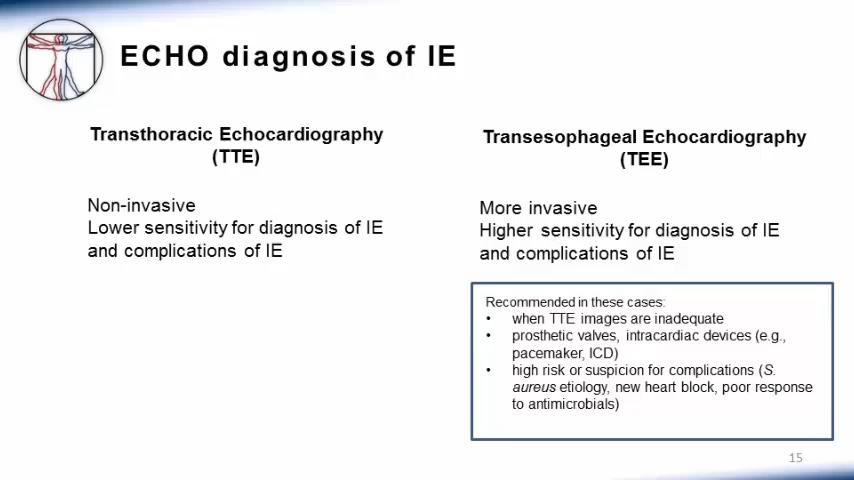 ECHO diagnosis of IE
Transthoracic Echocardiography
(TTE)
Non-invasive
Lower sensitivity for diagnosis of IE
and complications of IE
Transesophageal Echocardiography
(TEE)
More invasive
Higher sensitivity for diagnosis of IE
and complications of IE
Recommended in these cases:
• when TTE images are inadequate
• prosthetic valves, intracardiac devices (e.g.,
pacemaker, ICD)
• high risk or suspicion for complications (S.
aureus etiology, new heart block, poor response
to antimicrobials)
15